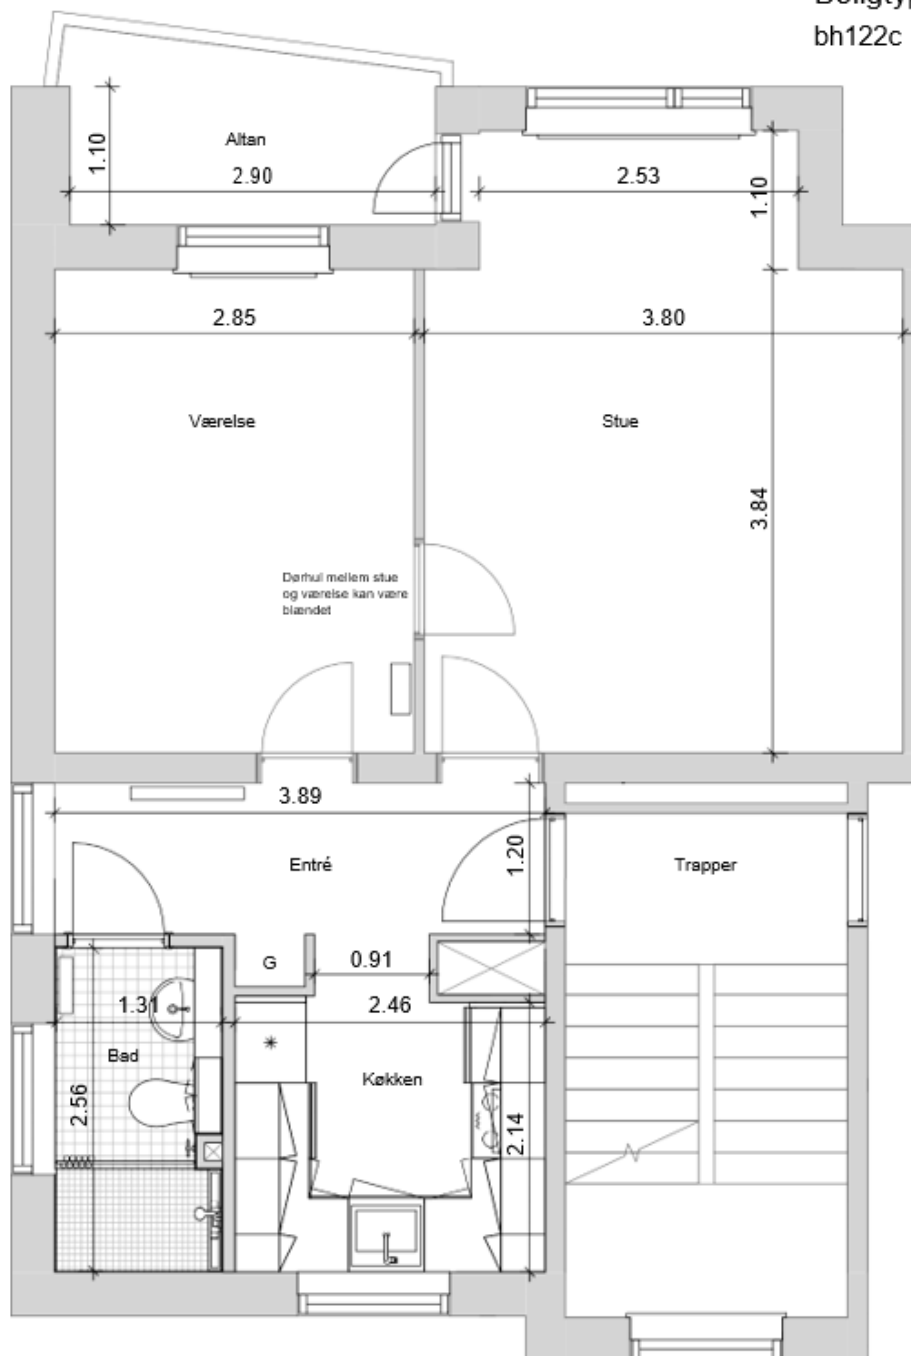 bh122c
Altan
1.10
2.90
2.53
1.10
2.85
3.80
Værelse
Stue
3.84
Dørhul mellem stue
og værelse kan være
blændet
3.89
1.20
Entré
Trapper
G
0.91
1.31
2.46
*
Bad
Køkken
2.56
2.14